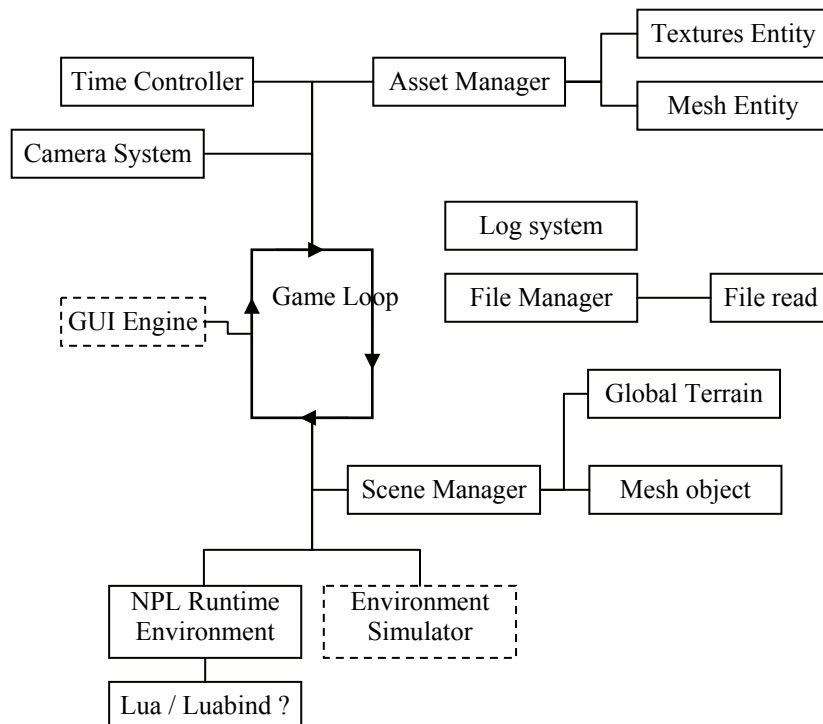 Textures Entity
Time Controller
Asset Manager
Mesh Entity
Camera System
Log system
Game Loop
File Manager
File read
GUI Engine
Global Terrain
Scene Manager
Mesh object
NPL Runtime
Environment
Environment
Simulator
Lua / Luabind ?